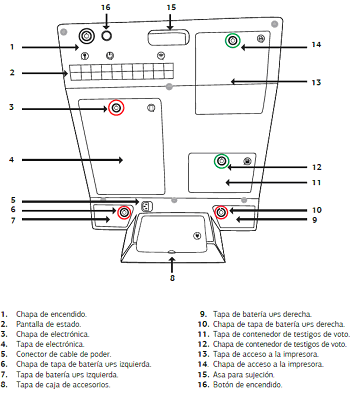 16
15
1
14
2
13
3
4
12
11
5
6
10
7
9
8
1. Chapa de encendido.
2. Pantalla de estado.
3. Chapa de electrónica.
4. Tapa de electrónica.
5. Conector de cable de poder.
6. Chapa de tapa de batería UPS izquierda.
7. Tapa de batería UPS izquierda.
8. Tapa de caja de accesorios.
9. Tapa de batería UPS derecha.
10. Chapa de tapa de batería UPS derecha.
11. Tapa de contenedor de testigos de voto.
12. Chapa de contenedor de testigos de voto.
13. Tapa de acceso a la impresora.
14. Chapa de acceso a la impresora.
15. Asa para sujeción.
16. Botón de encendido.